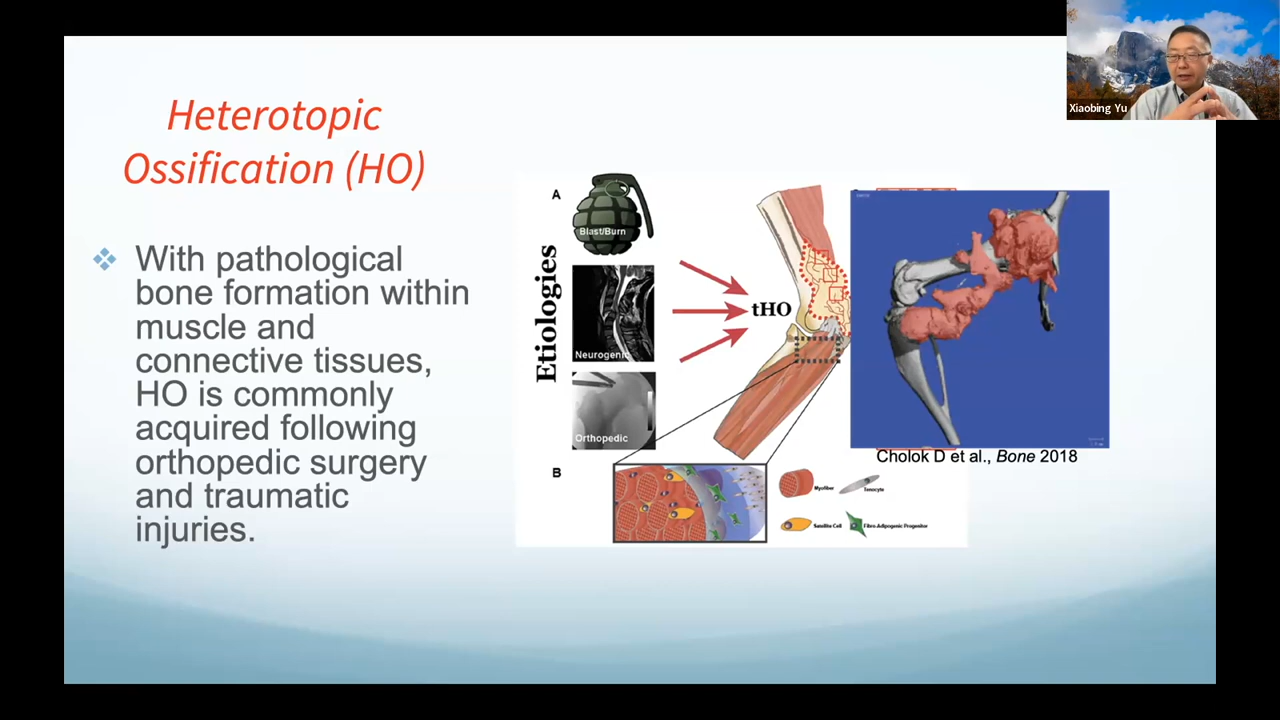 Xiaobing Yu
Heterotopic
Ossification (HO)
With pathological
bone formation within
muscle and
connective tissues,
HO is commonly
acquired following
orthopedic surgery
and traumatic
injuries.
A
Etiologies
Blast/Burn
Neurogenic
Orthopedic
tHO
Cholok D et al., Bone 2018
B
Myofiber
Tenocyte
Satellite Cell
Fibro-Adipogenic Progenitor